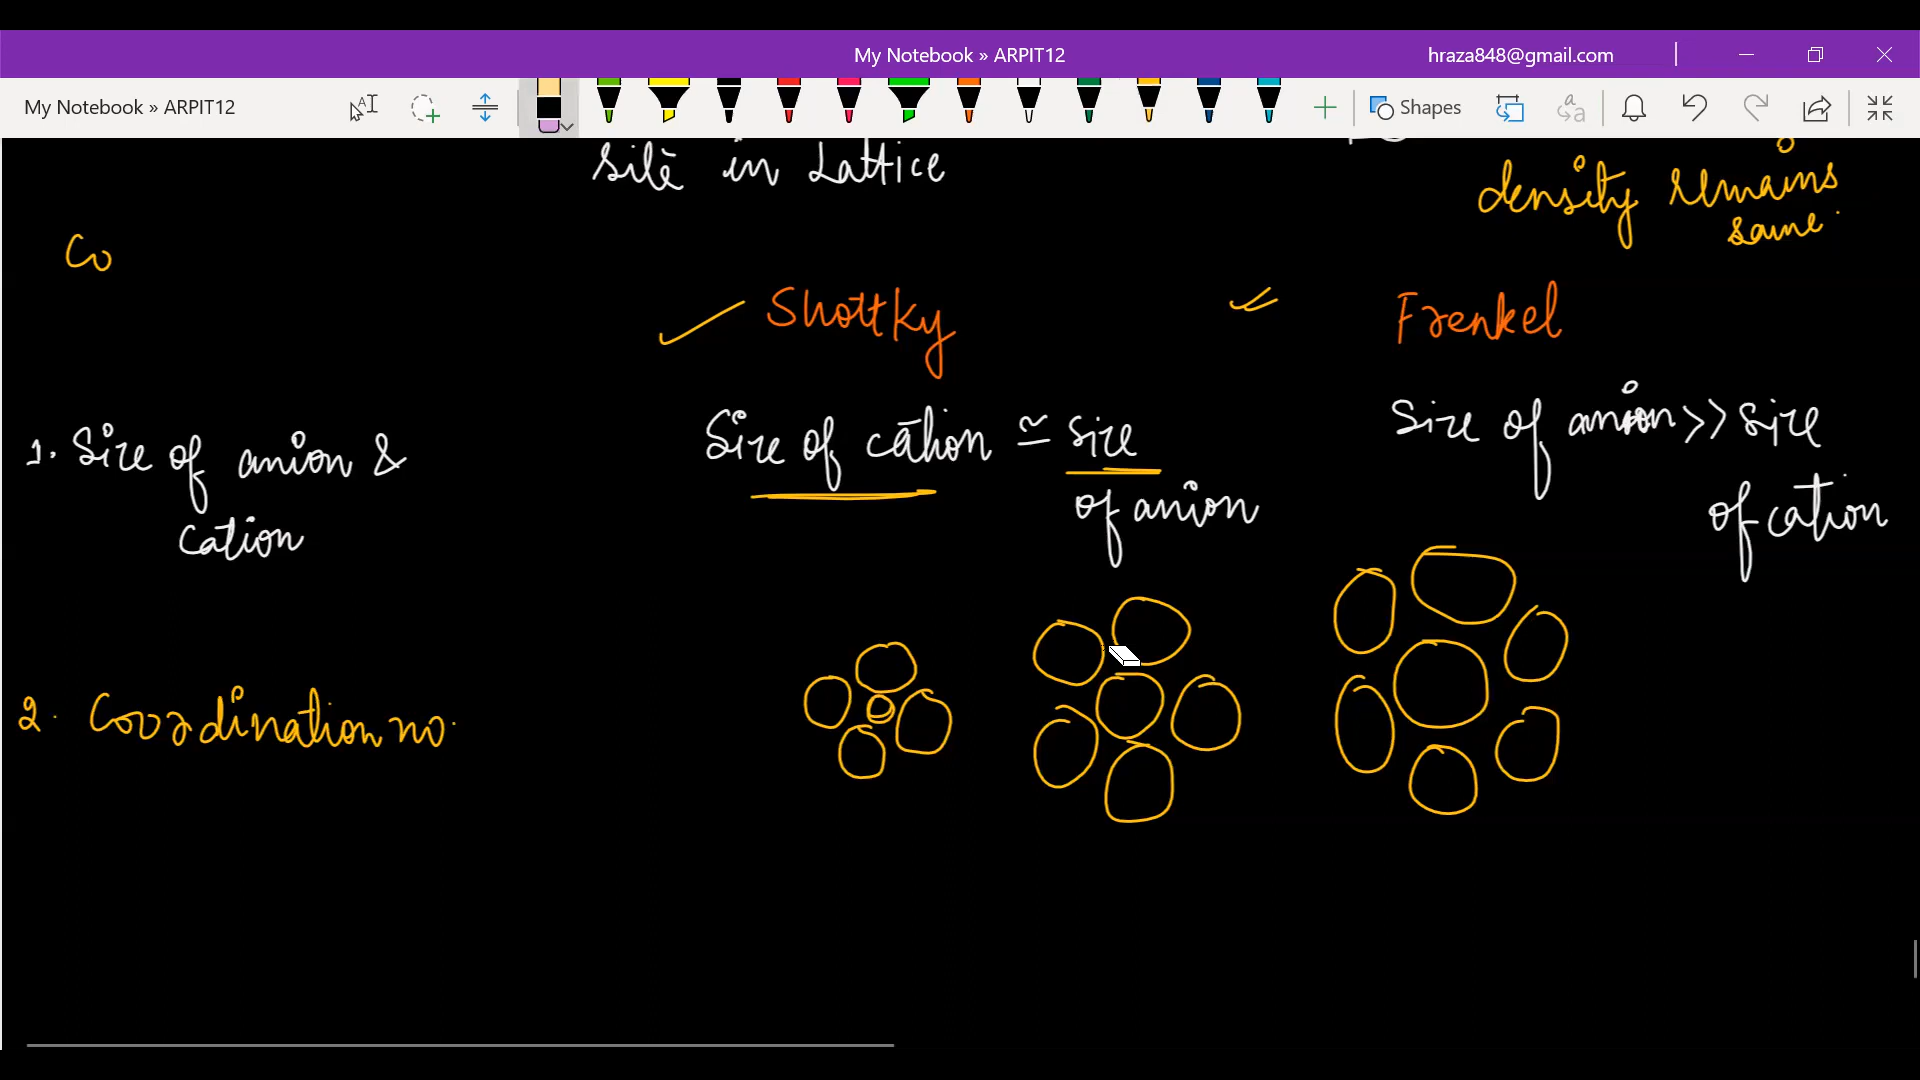 My Notebook » ARPIT12
hraza848@gmail.com
My Notebook » ARPIT12
Shapes
site in Lattice
density remains
same
Co
Shottky
Frenkel
1. Size of anion &
cation
Size of cation ≃ size
of anion
Size of anion >> size
of cation
2. Coordination no.